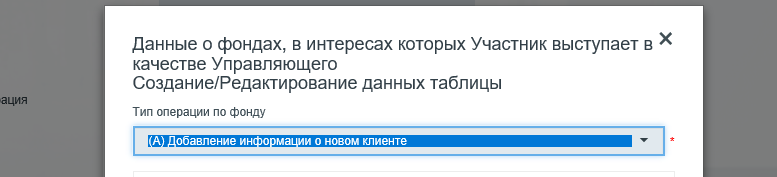 Данные о фондах, в интересах которых Участник выступает в
качестве Управляющего
Создание/Редактирование данных таблицы
рация
Тип операции по фонду
(А) Добавление информации о новом клиенте
*